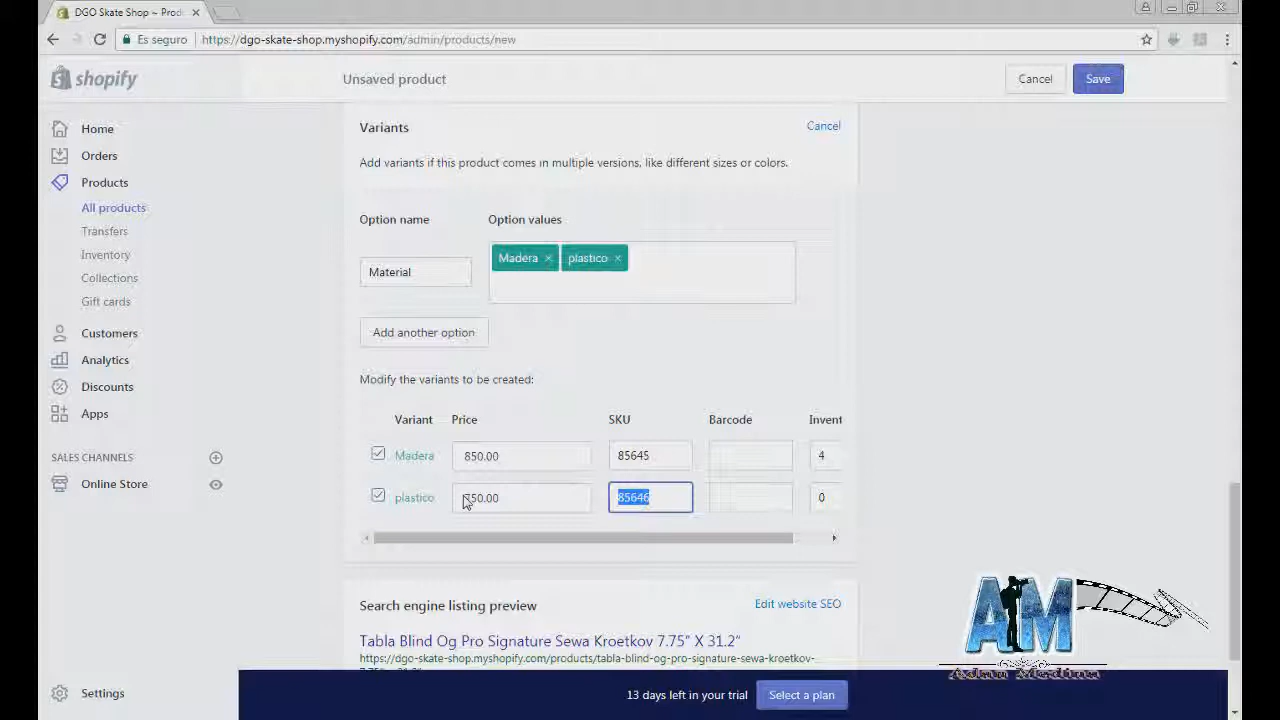 DGO Skate Shop ~ Prod
Es seguro
https://dgo-skate-shop.myshopify.com/admin/products/new
shopify
Unsaved product
Cancel
Save
Home
Orders
Products
All products
Transfers
Inventory
Collections
Gift cards
Customers
Analytics
Discounts
Apps
SALES CHANNELS
Online Store
Settings
Variants
Cancel
Add variants if this product comes in multiple versions, like different sizes or colors.
Option name
Option values
Material
Madera
plastico
Add another option
Modify the variants to be created:
Variant
Price
SKU
Barcode
Invent
Madera
850.00
85645
4
plastico
50.00
85646
0
Search engine listing preview
Edit website SEO
Tabla Blind Og Pro Signature Sewa Kroetkov 7.75" X 31.2"
https://dgo-skate-shop.myshopify.com/products/tabla-blind-og-pro-signature-sewa-kroetkov-
13 days left in your trial
Select a plan
AM
Adan Medina